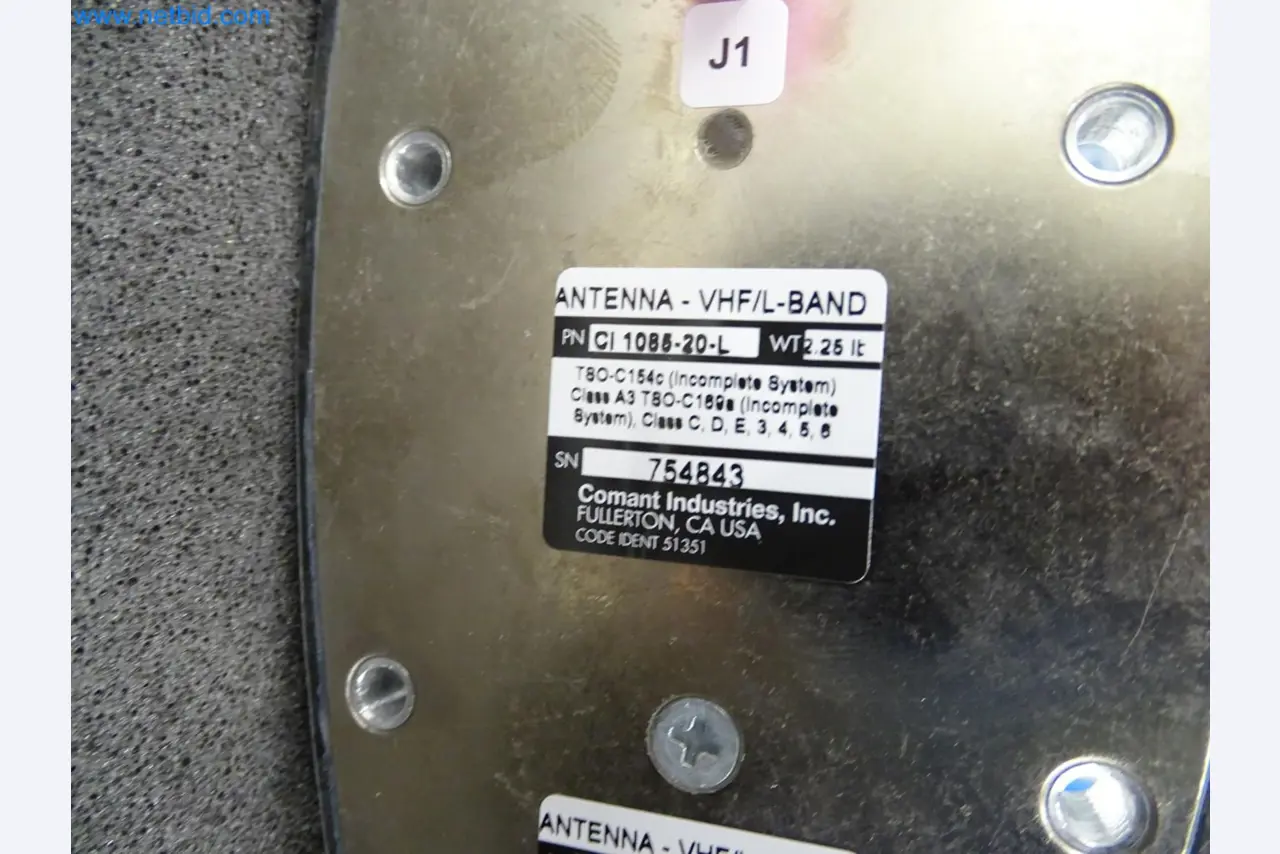 www.netbid.com
J1
ANTENNA - VHF/L-BAND
PN CI 1085-20-L WT 2.25 lb
TSO-C154c (Incomplete System)
Class A3 TSO-C169a (Incomplete
System), Class C, D, E, 3, 4, 5, 6
SN 754843
Comant Industries, Inc.
FULLERTON, CA USA
CODE IDENT 51351
ANTENNA - VHF/